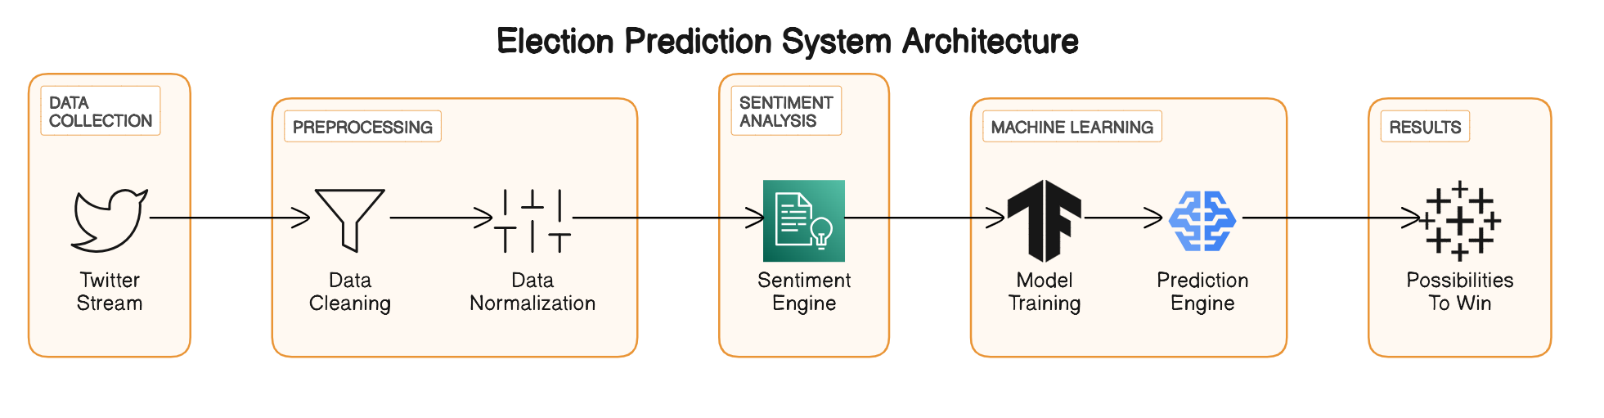 Election Prediction System Architecture
DATA
COLLECTION
Twitter
Stream
PREPROCESSING
Data
Cleaning
Data
Normalization
SENTIMENT
ANALYSIS
Sentiment
Engine
MACHINE LEARNING
Model
Training
Prediction
Engine
RESULTS
Possibilities
To Win